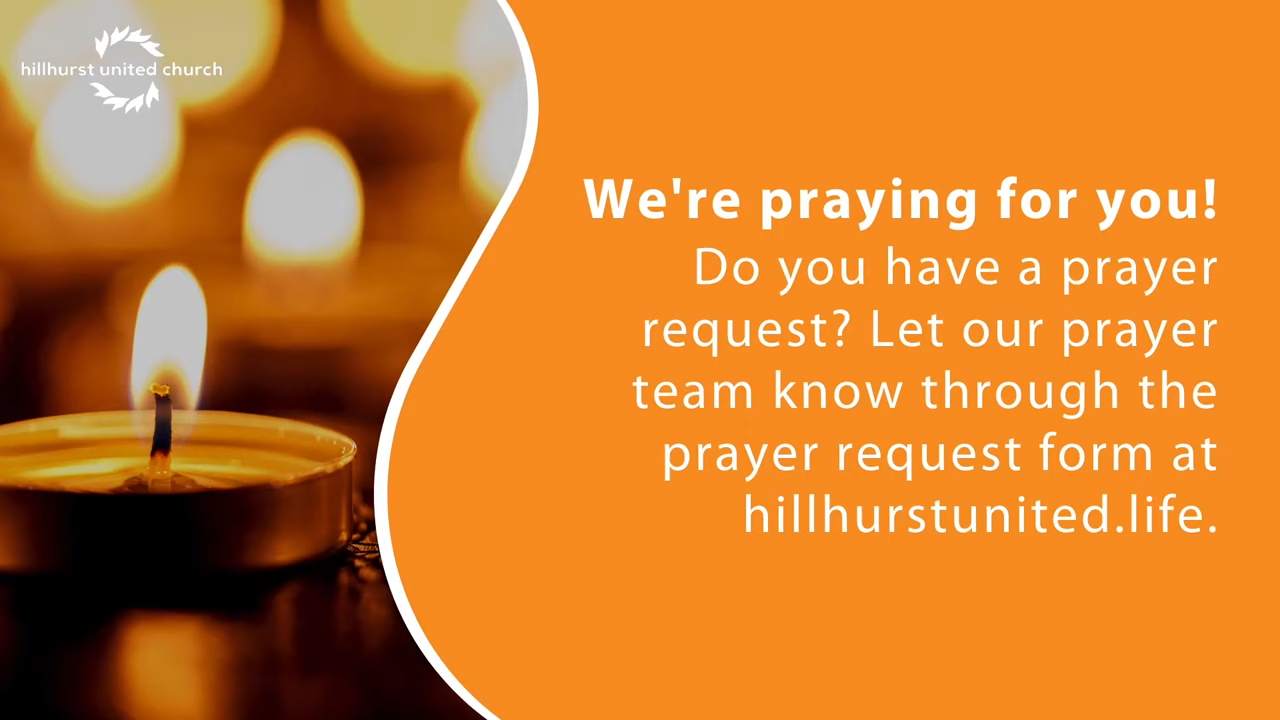 hillhurst united church
We're praying for you!
Do you have a prayer
request? Let our prayer
team know through the
prayer request form at
hillhurstunited.life.